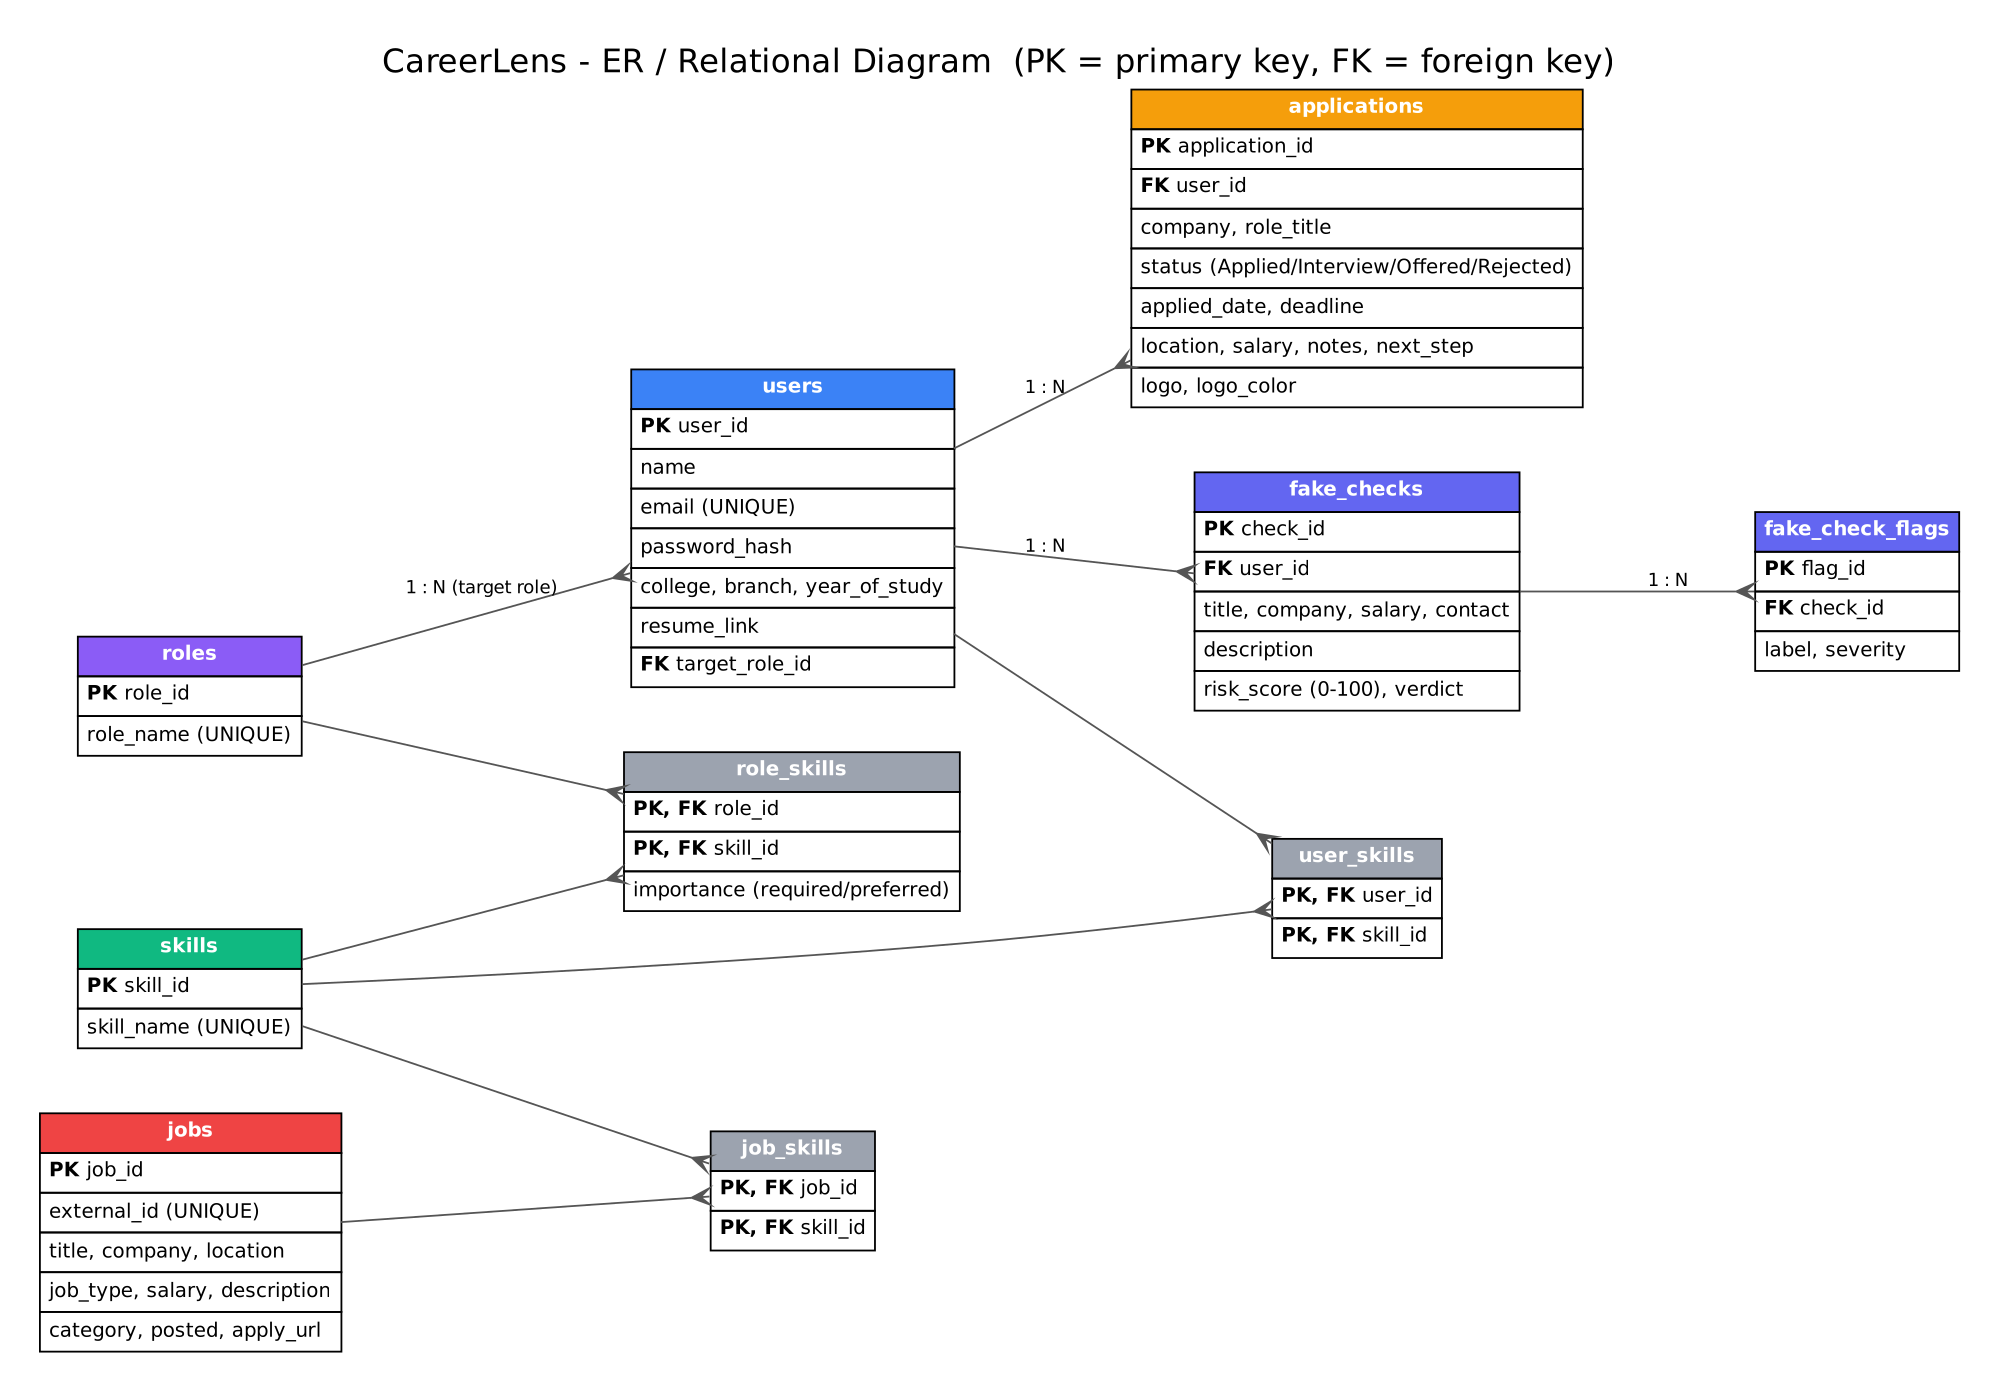 CareerLens - ER / Relational Diagram  (PK = primary key, FK = foreign key)
applications
PK application_id
FK user_id
company, role_title
status (Applied/Interview/Offered/Rejected)
applied_date, deadline
location, salary, notes, next_step
logo, logo_color
users
PK user_id
name
email (UNIQUE)
password_hash
college, branch, year_of_study
resume_link
FK target_role_id
1 : N
1 : N
1 : N (target role)
fake_checks
PK check_id
FK user_id
title, company, salary, contact
description
risk_score (0-100), verdict
1 : N
fake_check_flags
PK flag_id
FK check_id
label, severity
roles
PK role_id
role_name (UNIQUE)
role_skills
PK, FK role_id
PK, FK skill_id
importance (required/preferred)
user_skills
PK, FK user_id
PK, FK skill_id
skills
PK skill_id
skill_name (UNIQUE)
jobs
PK job_id
external_id (UNIQUE)
title, company, location
job_type, salary, description
category, posted, apply_url
job_skills
PK, FK job_id
PK, FK skill_id